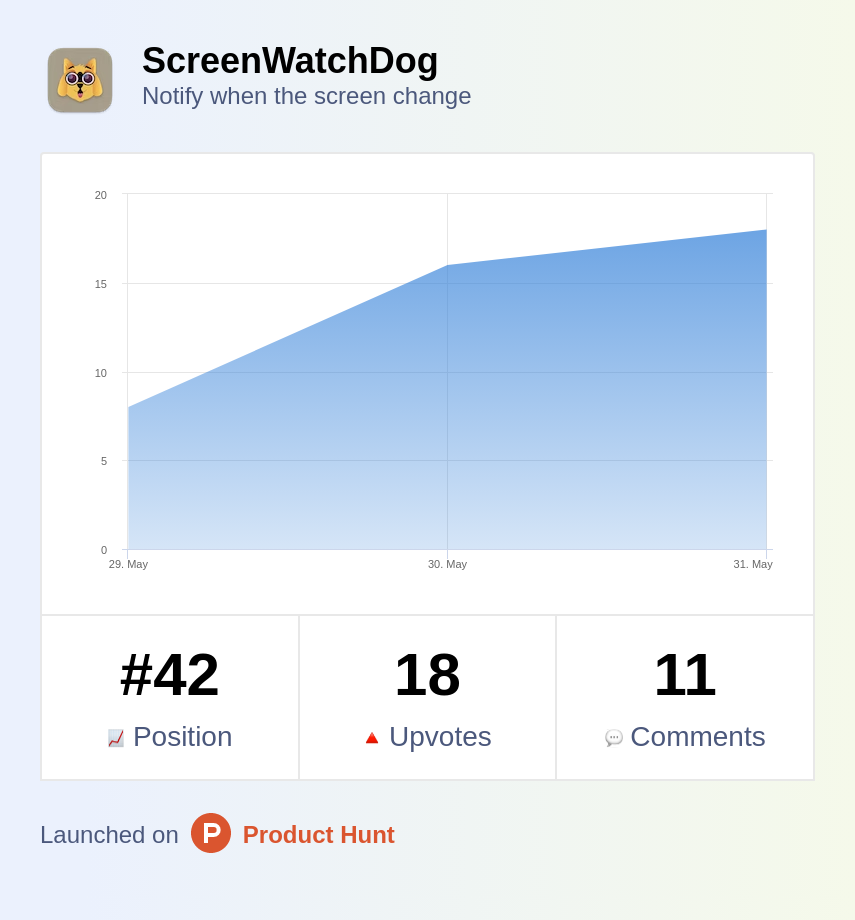 ScreenWatchDog
Notify when the screen change
20
15
10
5
0
29. May
30. May
31. May
#42
18
11
Position
Upvotes
Comments
Launched on P Product Hunt